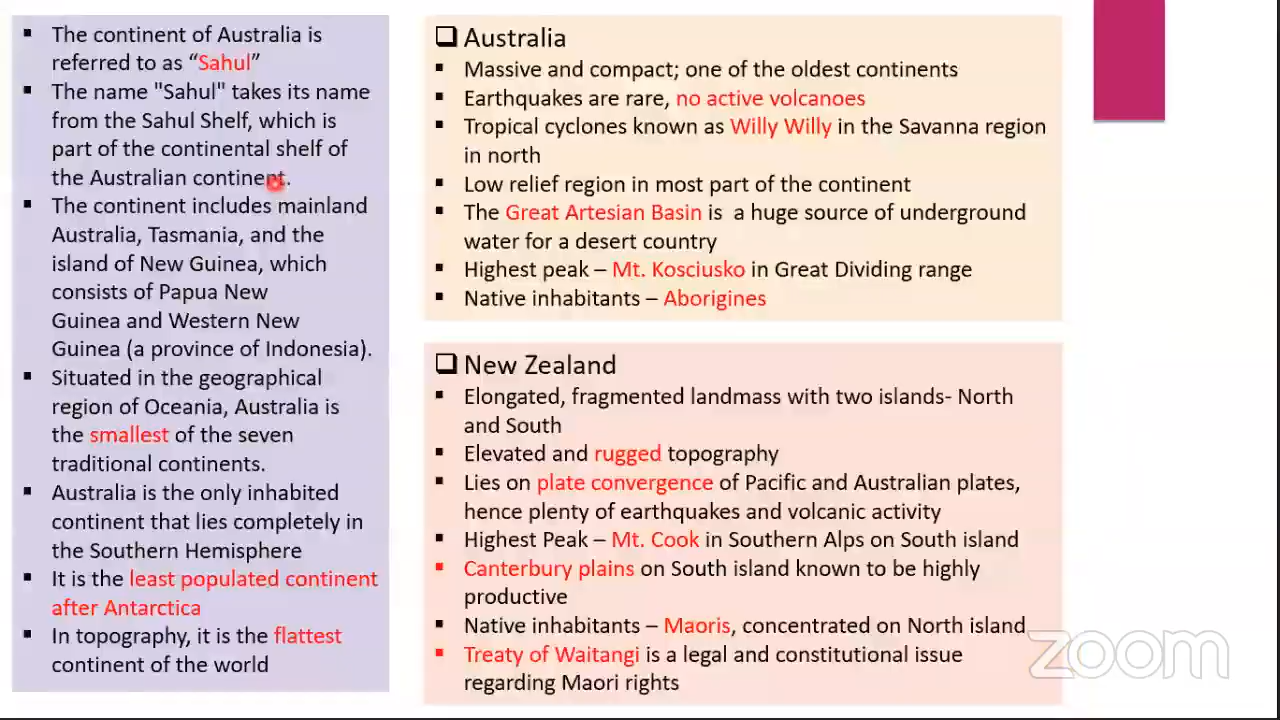 ▪ The continent of Australia is
referred to as “Sahul”
▪ The name "Sahul" takes its name
from the Sahul Shelf, which is
part of the continental shelf of
the Australian continent.
▪ The continent includes mainland
Australia, Tasmania, and the
island of New Guinea, which
consists of Papua New
Guinea and Western New
Guinea (a province of Indonesia).
▪ Situated in the geographical
region of Oceania, Australia is
the smallest of the seven
traditional continents.
▪ Australia is the only inhabited
continent that lies completely in
the Southern Hemisphere
▪ It is the least populated continent
after Antarctica
▪ In topography, it is the flattest
continent of the world
❑ Australia
▪ Massive and compact; one of the oldest continents
▪ Earthquakes are rare, no active volcanoes
▪ Tropical cyclones known as Willy Willy in the Savanna region
in north
▪ Low relief region in most part of the continent
▪ The Great Artesian Basin is a huge source of underground
water for a desert country
▪ Highest peak – Mt. Kosciusko in Great Dividing range
▪ Native inhabitants – Aborigines
❑ New Zealand
▪ Elongated, fragmented landmass with two islands- North
and South
▪ Elevated and rugged topography
▪ Lies on plate convergence of Pacific and Australian plates,
hence plenty of earthquakes and volcanic activity
▪ Highest Peak – Mt. Cook in Southern Alps on South island
▪ Canterbury plains on South island known to be highly
productive
▪ Native inhabitants – Maoris, concentrated on North island
▪ Treaty of Waitangi is a legal and constitutional issue
regarding Maori rights
zoom